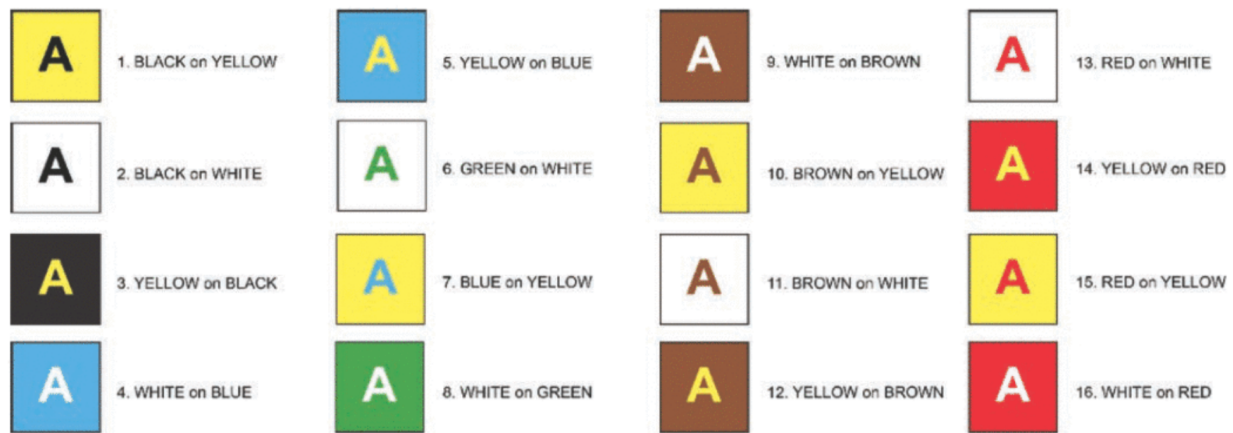 A
1. BLACK on YELLOW
A
2. BLACK on WHITE
A
3. YELLOW on BLACK
A
4. WHITE on BLUE
A
5. YELLOW on BLUE
A
6. GREEN on WHITE
A
7. BLUE on YELLOW
A
8. WHITE on GREEN
A
9. WHITE on BROWN
A
10. BROWN on YELLOW
A
11. BROWN on WHITE
A
12. YELLOW on BROWN
A
13. RED on WHITE
A
14. YELLOW on RED
A
15. RED on YELLOW
A
16. WHITE on RED